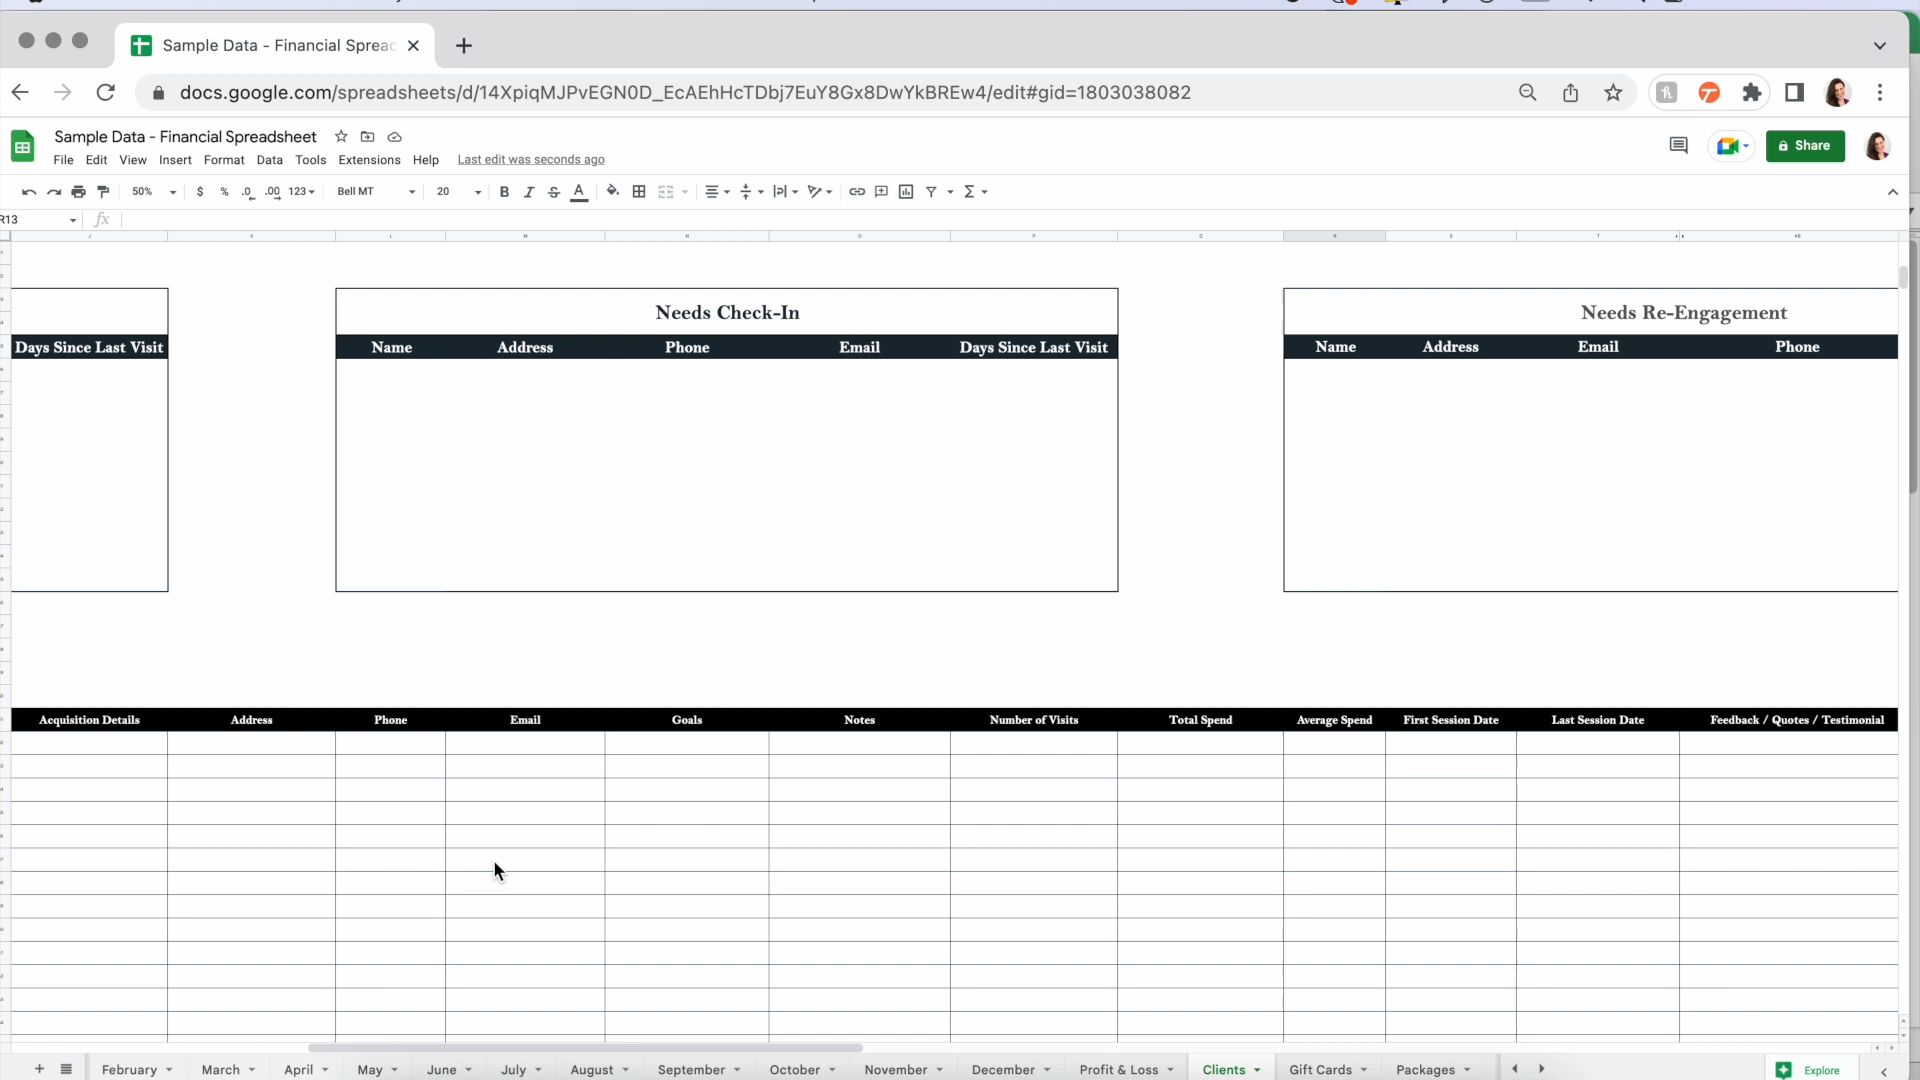 Sample Data - Financial Spreac
docs.google.com/spreadsheets/d/14XpiqMJPvEGN0D_EcAEhHcTDbj7EuY8Gx8DwYkBREw4/edit#gid=1803038082
Sample Data - Financial Spreadsheet
File Edit View Insert Format Data Tools Extensions Help Last edit was seconds ago
Share
50% $ % .0 .00 123 Bell MT 20 B I S A
R13 fx
Needs Check-In Needs Re-Engagement
Days Since Last Visit Name Address Phone Email Days Since Last Visit Name Address Email Phone
Acquisition Details Address Phone Email Goals Notes Number of Visits Total Spend Average Spend First Session Date Last Session Date Feedback / Quotes / Testimonial
February March April May June July August September October November December Profit & Loss Clients Gift Cards Packages Explore